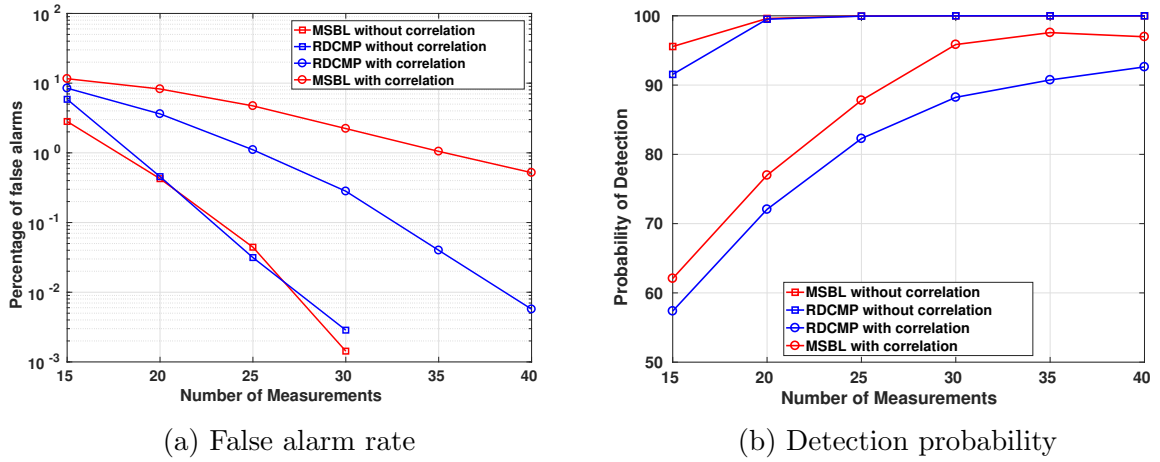 10^2
10^1
10^0
10^-1
10^-2
10^-3
Percentage of false alarms
MSBL without correlation
RDCMP without correlation
RDCMP with correlation
MSBL with correlation
15 20 25 30 35 40
Number of Measurements
(a) False alarm rate
100
90
80
70
60
50
Probability of Detection
MSBL without correlation
RDCMP without correlation
RDCMP with correlation
MSBL with correlation
15 20 25 30 35 40
Number of Measurements
(b) Detection probability